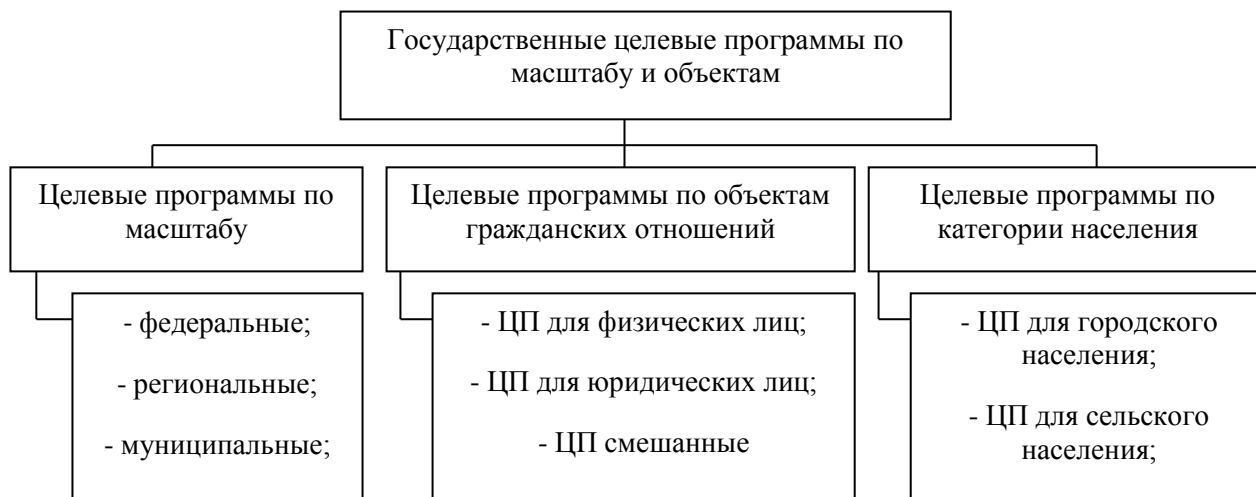 Государственные целевые программы по
масштабу и объектам
Целевые программы по
масштабу
Целевые программы по объектам
гражданских отношений
Целевые программы по
категории населения
- федеральные;
- региональные;
- муниципальные;
- ЦП для физических лиц;
- ЦП для юридических лиц;
- ЦП смешанные
- ЦП для городского
населения;
- ЦП для сельского
населения;